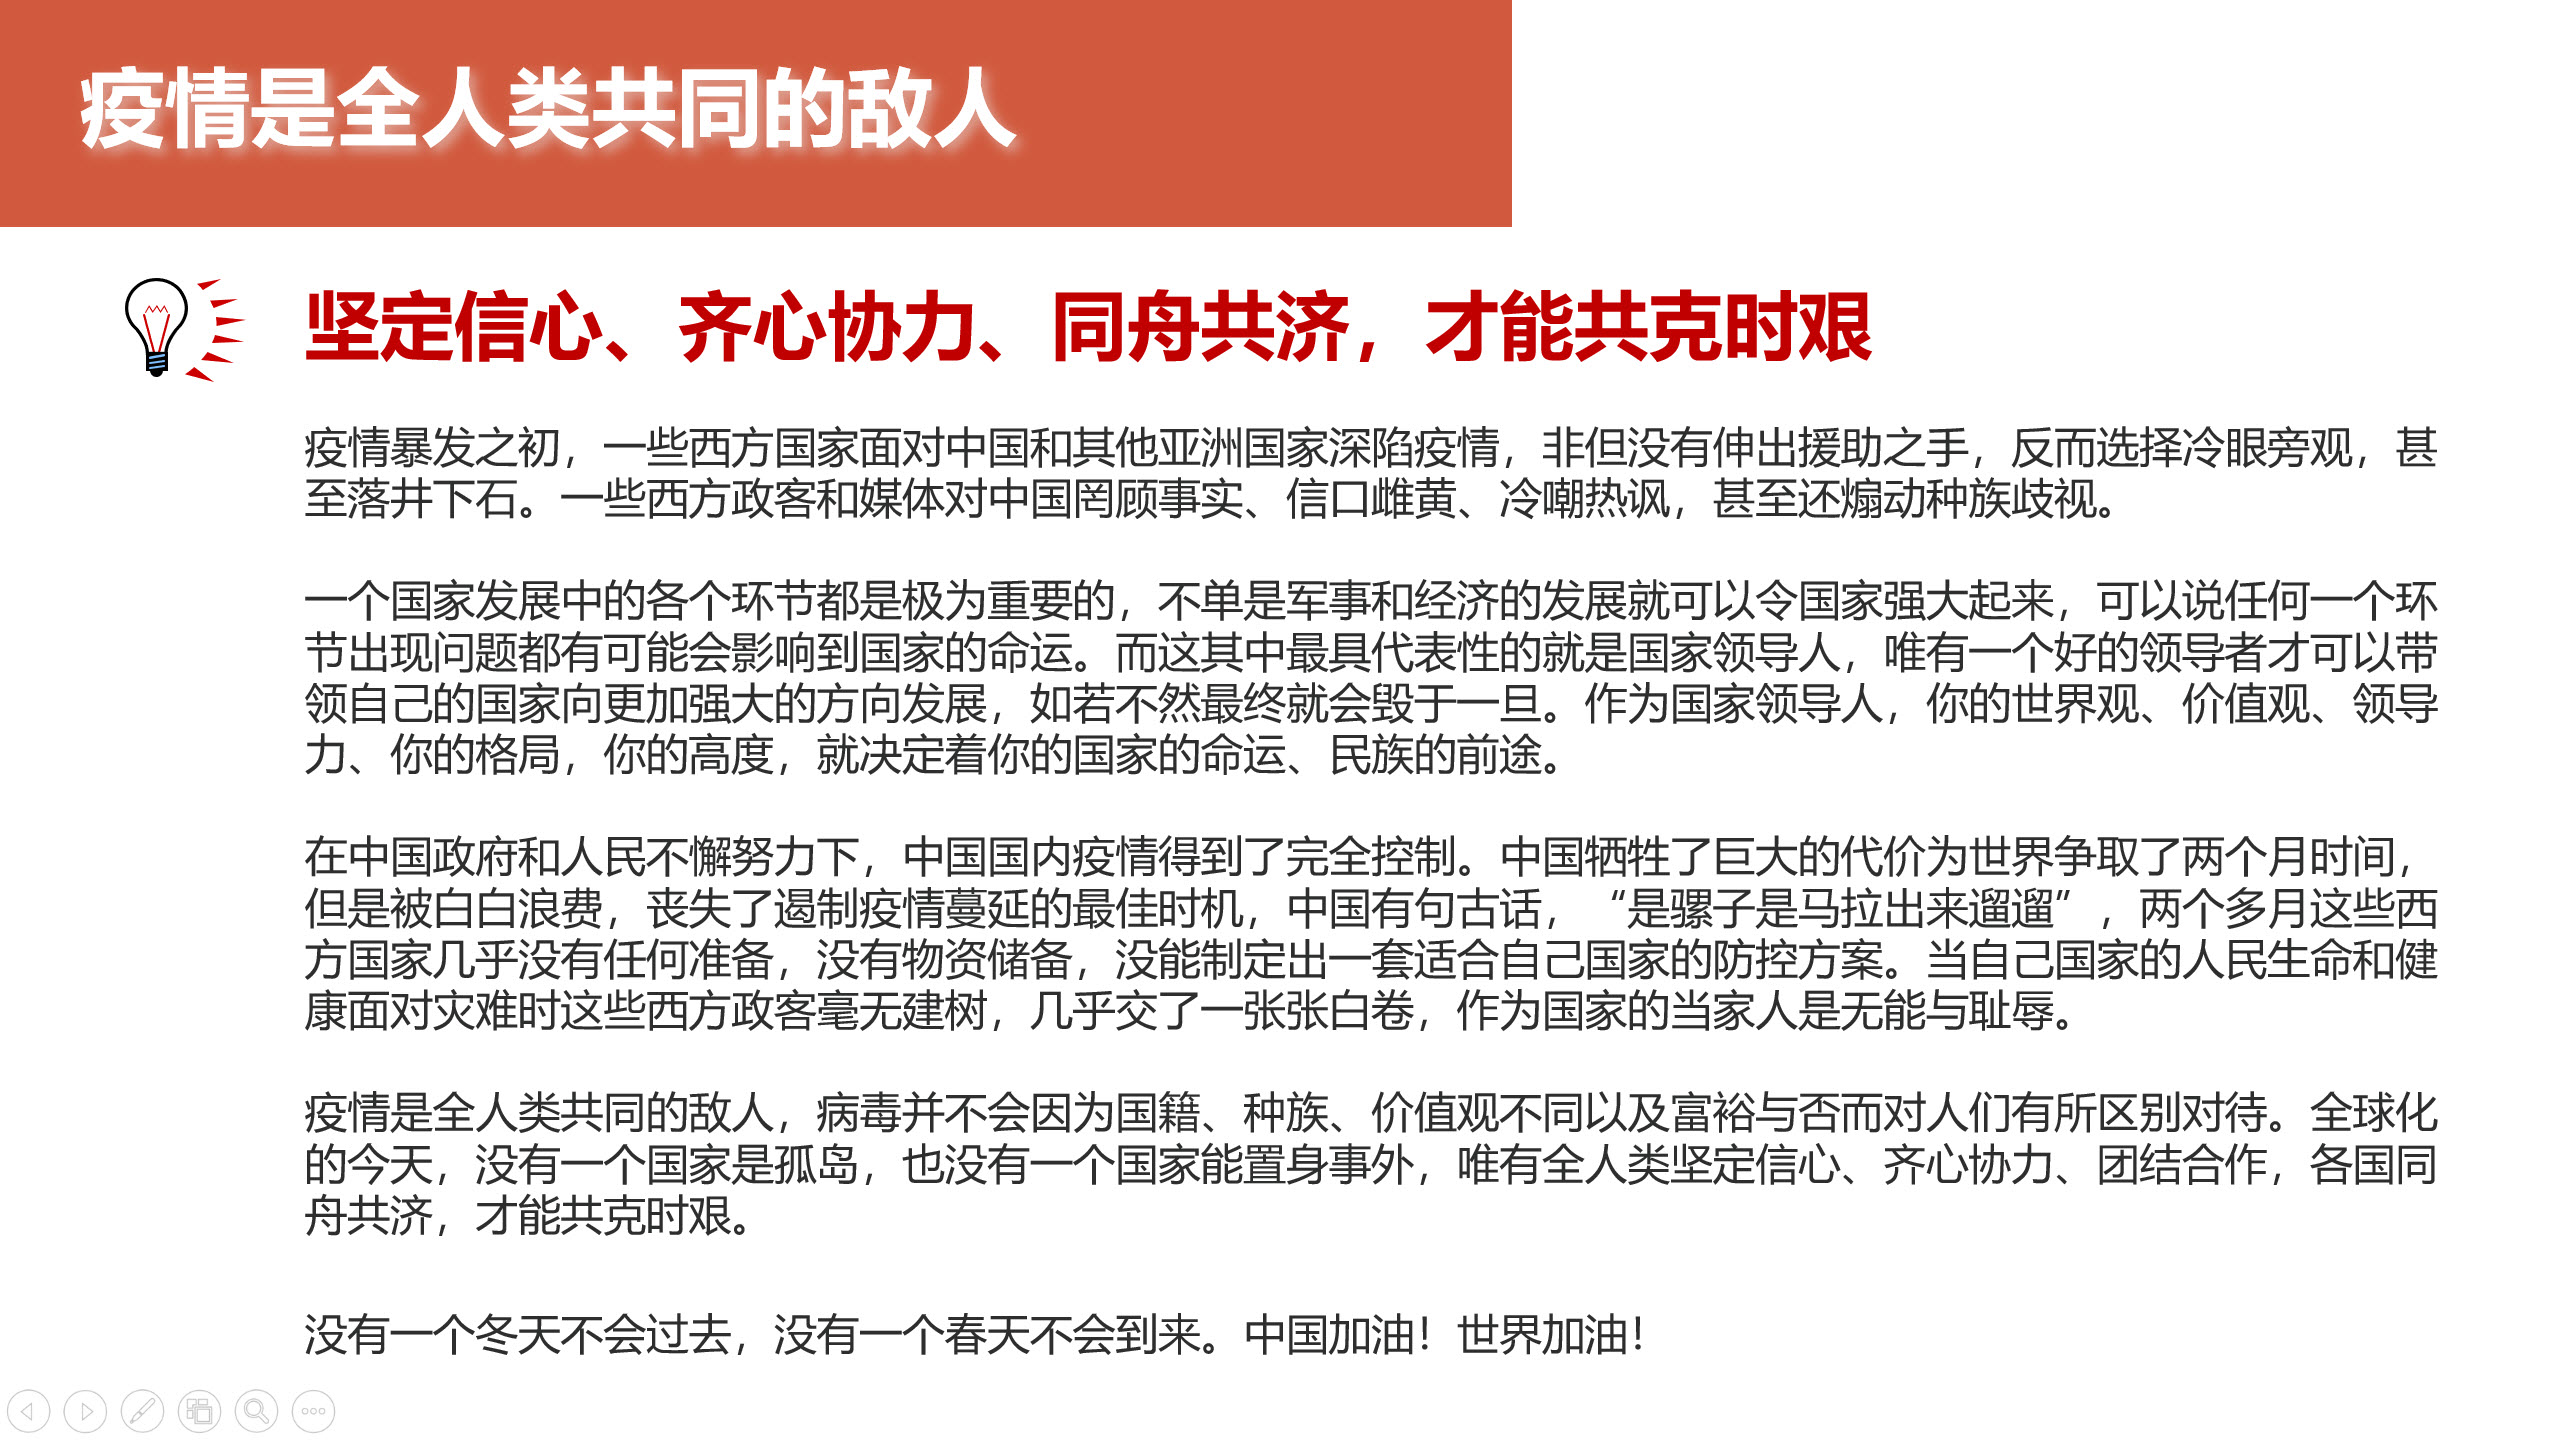 疫情是全人类共同的敌人
坚定信心、齐心协力、同舟共济，才能共克时艰
疫情暴发之初，一些西方国家面对中国和其他亚洲国家深陷疫情，非但没有伸出援助之手，反而选择冷眼旁观，甚
至落井下石。一些西方政客和媒体对中国罔顾事实、信口雌黄、冷嘲热讽，甚至还煽动种族歧视。
一个国家发展中的各个环节都是极为重要的，不单是军事和经济的发展就可以令国家强大起来，可以说任何一个环
节出现问题都有可能会影响到国家的命运。而这其中最具代表性的就是国家领导人，唯有一个好的领导者才可以带
领自己的国家向更加强大的方向发展，如若不然最终就会毁于一旦。作为国家领导人，你的世界观、价值观、领导
力、你的格局，你的高度，就决定着你的国家的命运、民族的前途。
在中国政府和人民不懈努力下，中国国内疫情得到了完全控制。中国牺牲了巨大的代价为世界争取了两个月时间，
但是被白白浪费，丧失了遏制疫情蔓延的最佳时机，中国有句古话，“是骡子是马拉出来遛遛”，两个多月这些西
方国家几乎没有任何准备，没有物资储备，没能制定出一套适合自己国家的防控方案。当自己国家的人民生命和健
康面对灾难时这些西方政客毫无建树，几乎交了一张张白卷，作为国家的当家人是无能与耻辱。
疫情是全人类共同的敌人，病毒并不会因为国籍、种族、价值观不同以及富裕与否而对人们有所区别对待。全球化
的今天，没有一个国家是孤岛，也没有一个国家能置身事外，唯有全人类坚定信心、齐心协力、团结合作，各国同
舟共济，才能共克时艰。
没有一个冬天不会过去，没有一个春天不会到来。中国加油！世界加油！